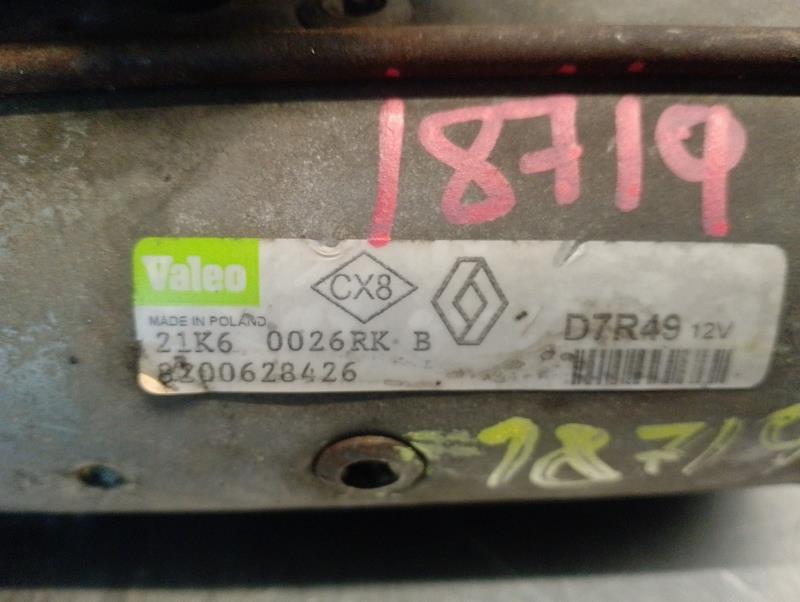 18719
Valeo
CX8
MADE IN POLAND
D7R49 12V
21K6 0026RK B
8200628426
18719